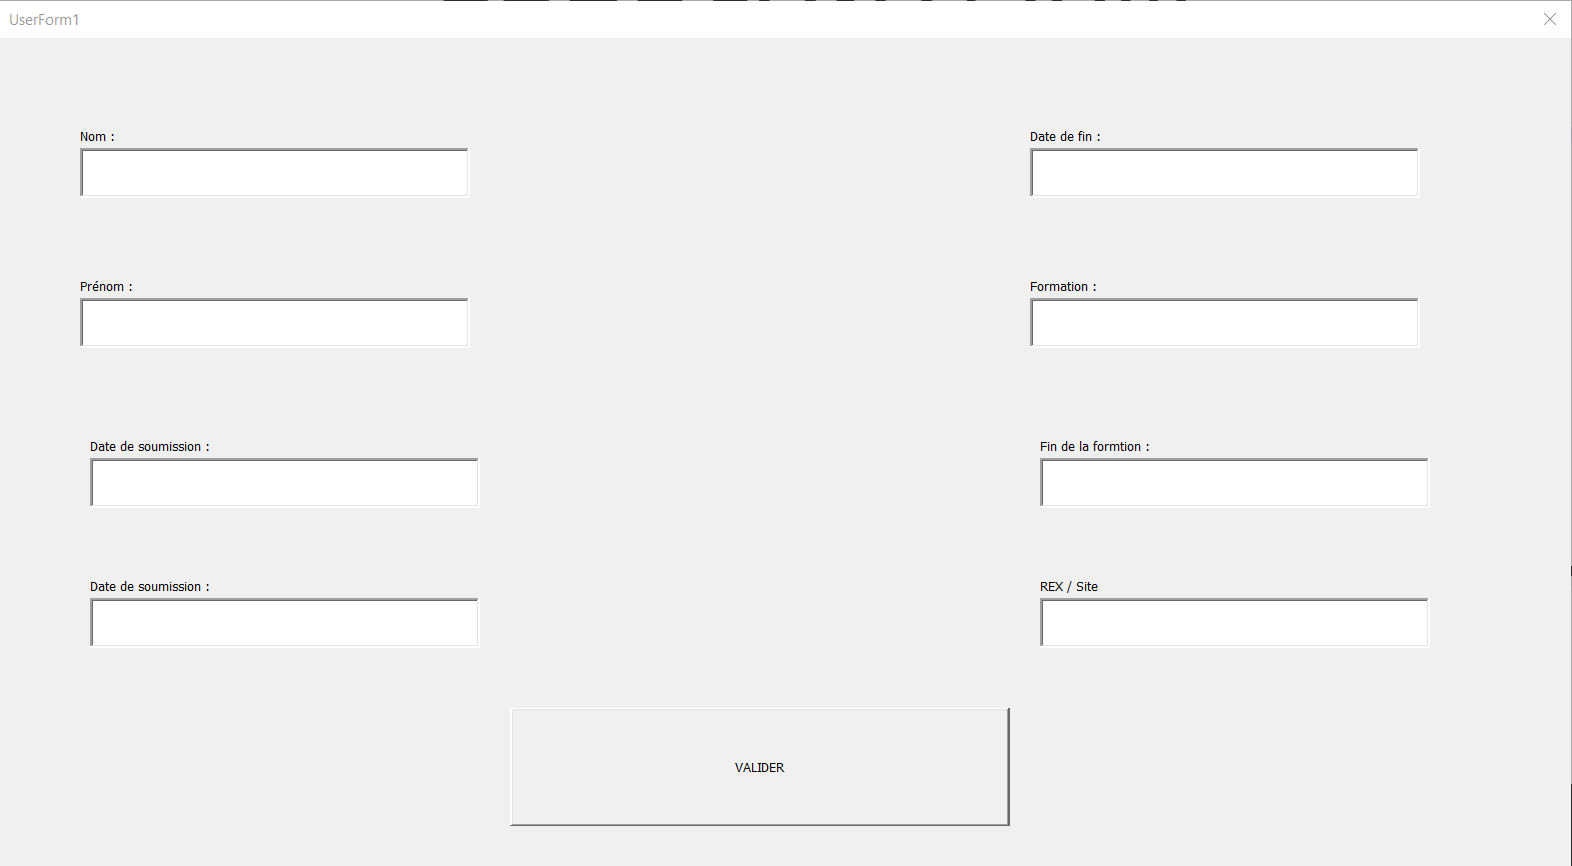 UserForm1
Nom :
Date de fin :
Prénom :
Formation :
Date de soumission :
Fin de la formtion :
Date de soumission :
REX / Site
VALIDER